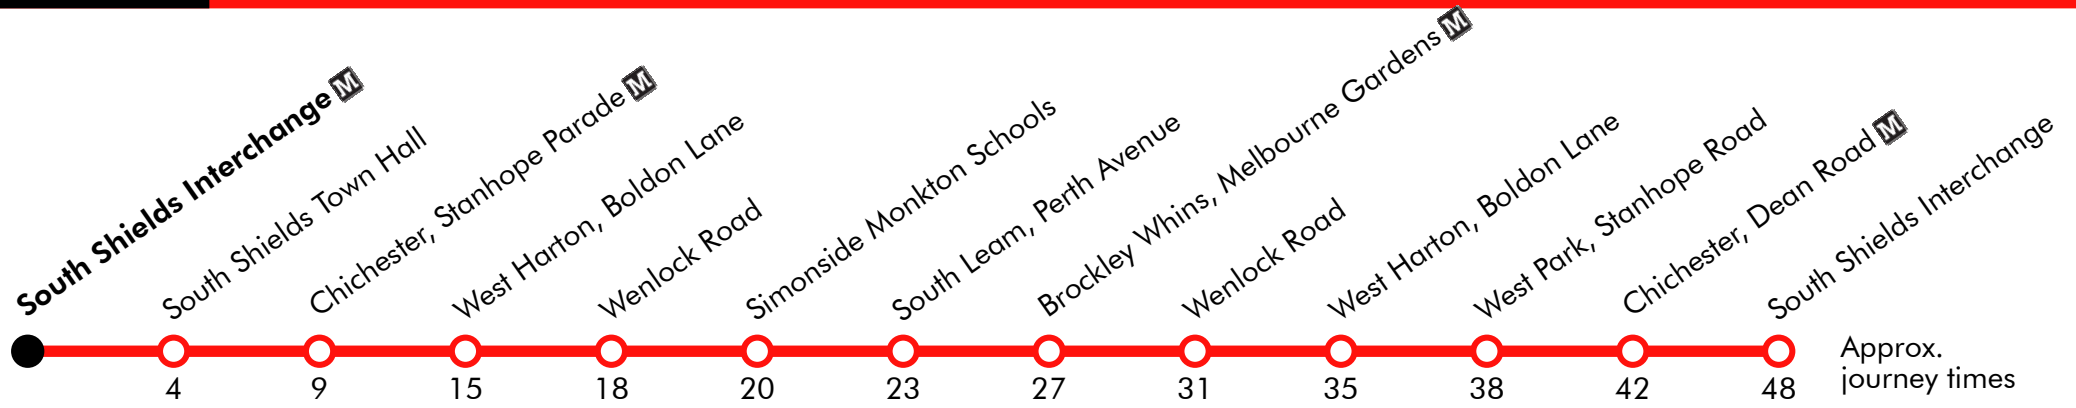 South Shields Interchange M
South Shields Town Hall
Chichester, Stanhope Parade M
West Harton, Boldon Lane
Wenlock Road
Simonside Monkton Schools
South Leam, Perth Avenue
Brockley Whins, Melbourne Gardens M
Wenlock Road
West Harton, Boldon Lane
West Park, Stanhope Road
Chichester, Dean Road M
South Shields Interchange
4 9 15 18 20 23 27 31 35 38 42 48
Approx.
journey times